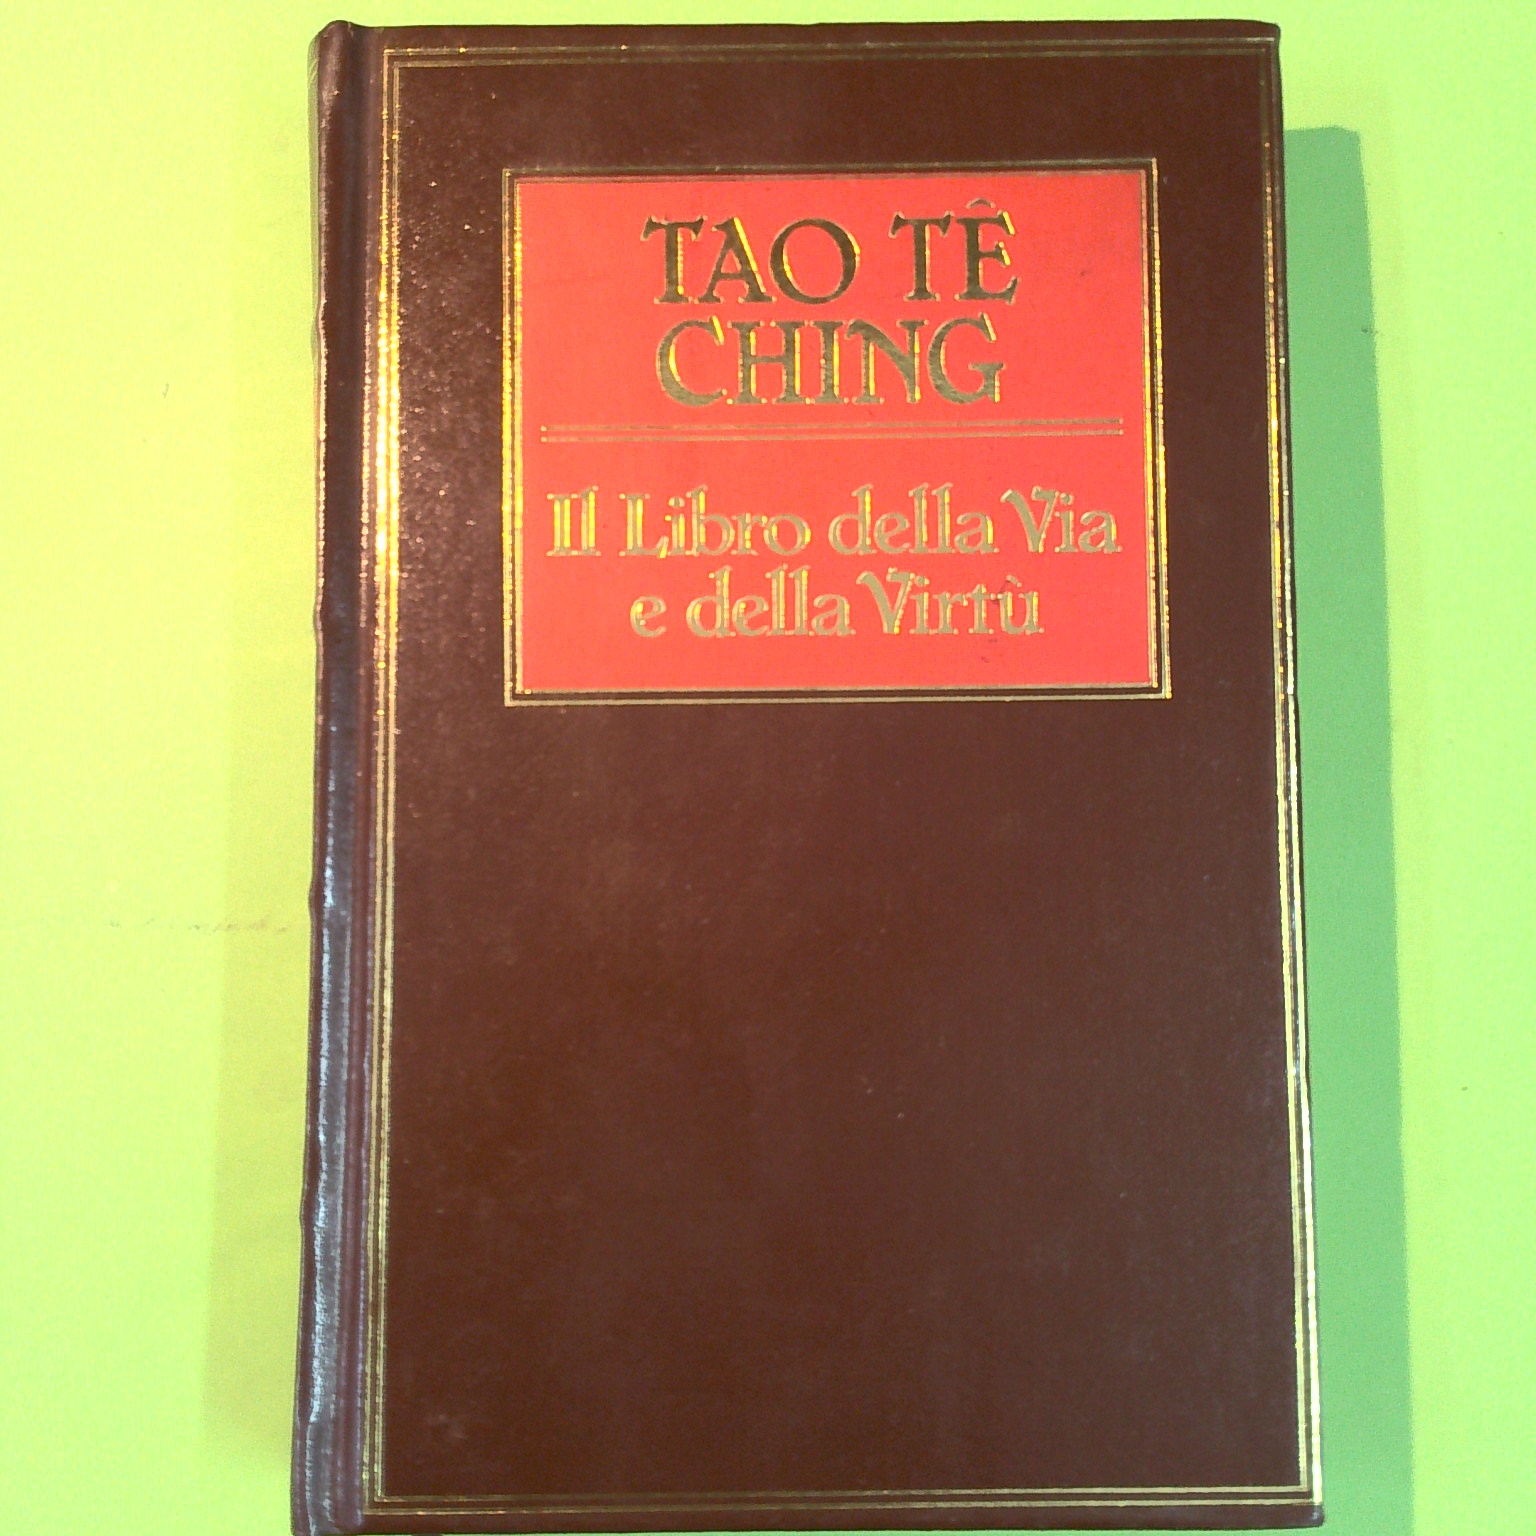 TAO TÊ
CHING
Il Libro della Via
e della Virtù